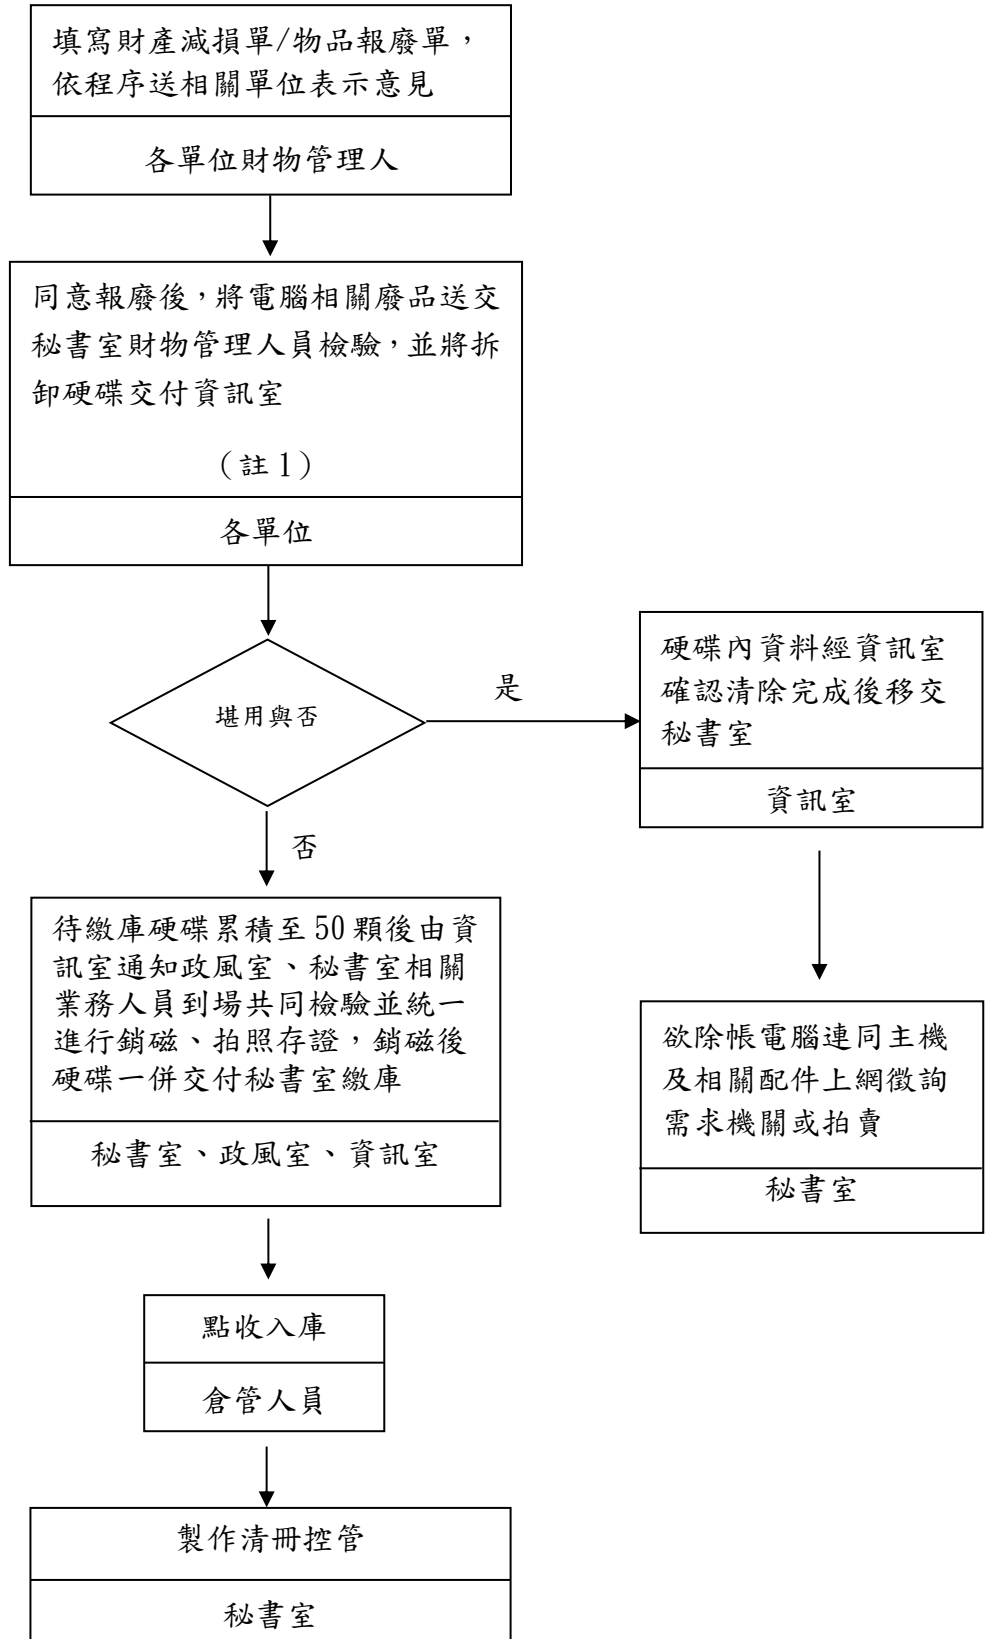 填寫財產減損單/物品報廢單，
依程序送相關單位表示意見
各單位財物管理人
同意報廢後，將電腦相關廢品送交
秘書室財物管理人員檢驗，並將拆
卸硬碟交付資訊室
（註1）
各單位
堪用與否
是
硬碟內資料經資訊室
確認清除完成後移交
秘書室
資訊室
否
待繳庫硬碟累積至50顆後由資
訊室通知政風室、秘書室相關
業務人員到場共同檢驗並統一
進行銷磁、拍照存證，銷磁後
硬碟一併交付秘書室繳庫
秘書室、政風室、資訊室
欲除帳電腦連同主機
及相關配件上網徵詢
需求機關或拍賣
秘書室
點收入庫
倉管人員
製作清冊控管
秘書室